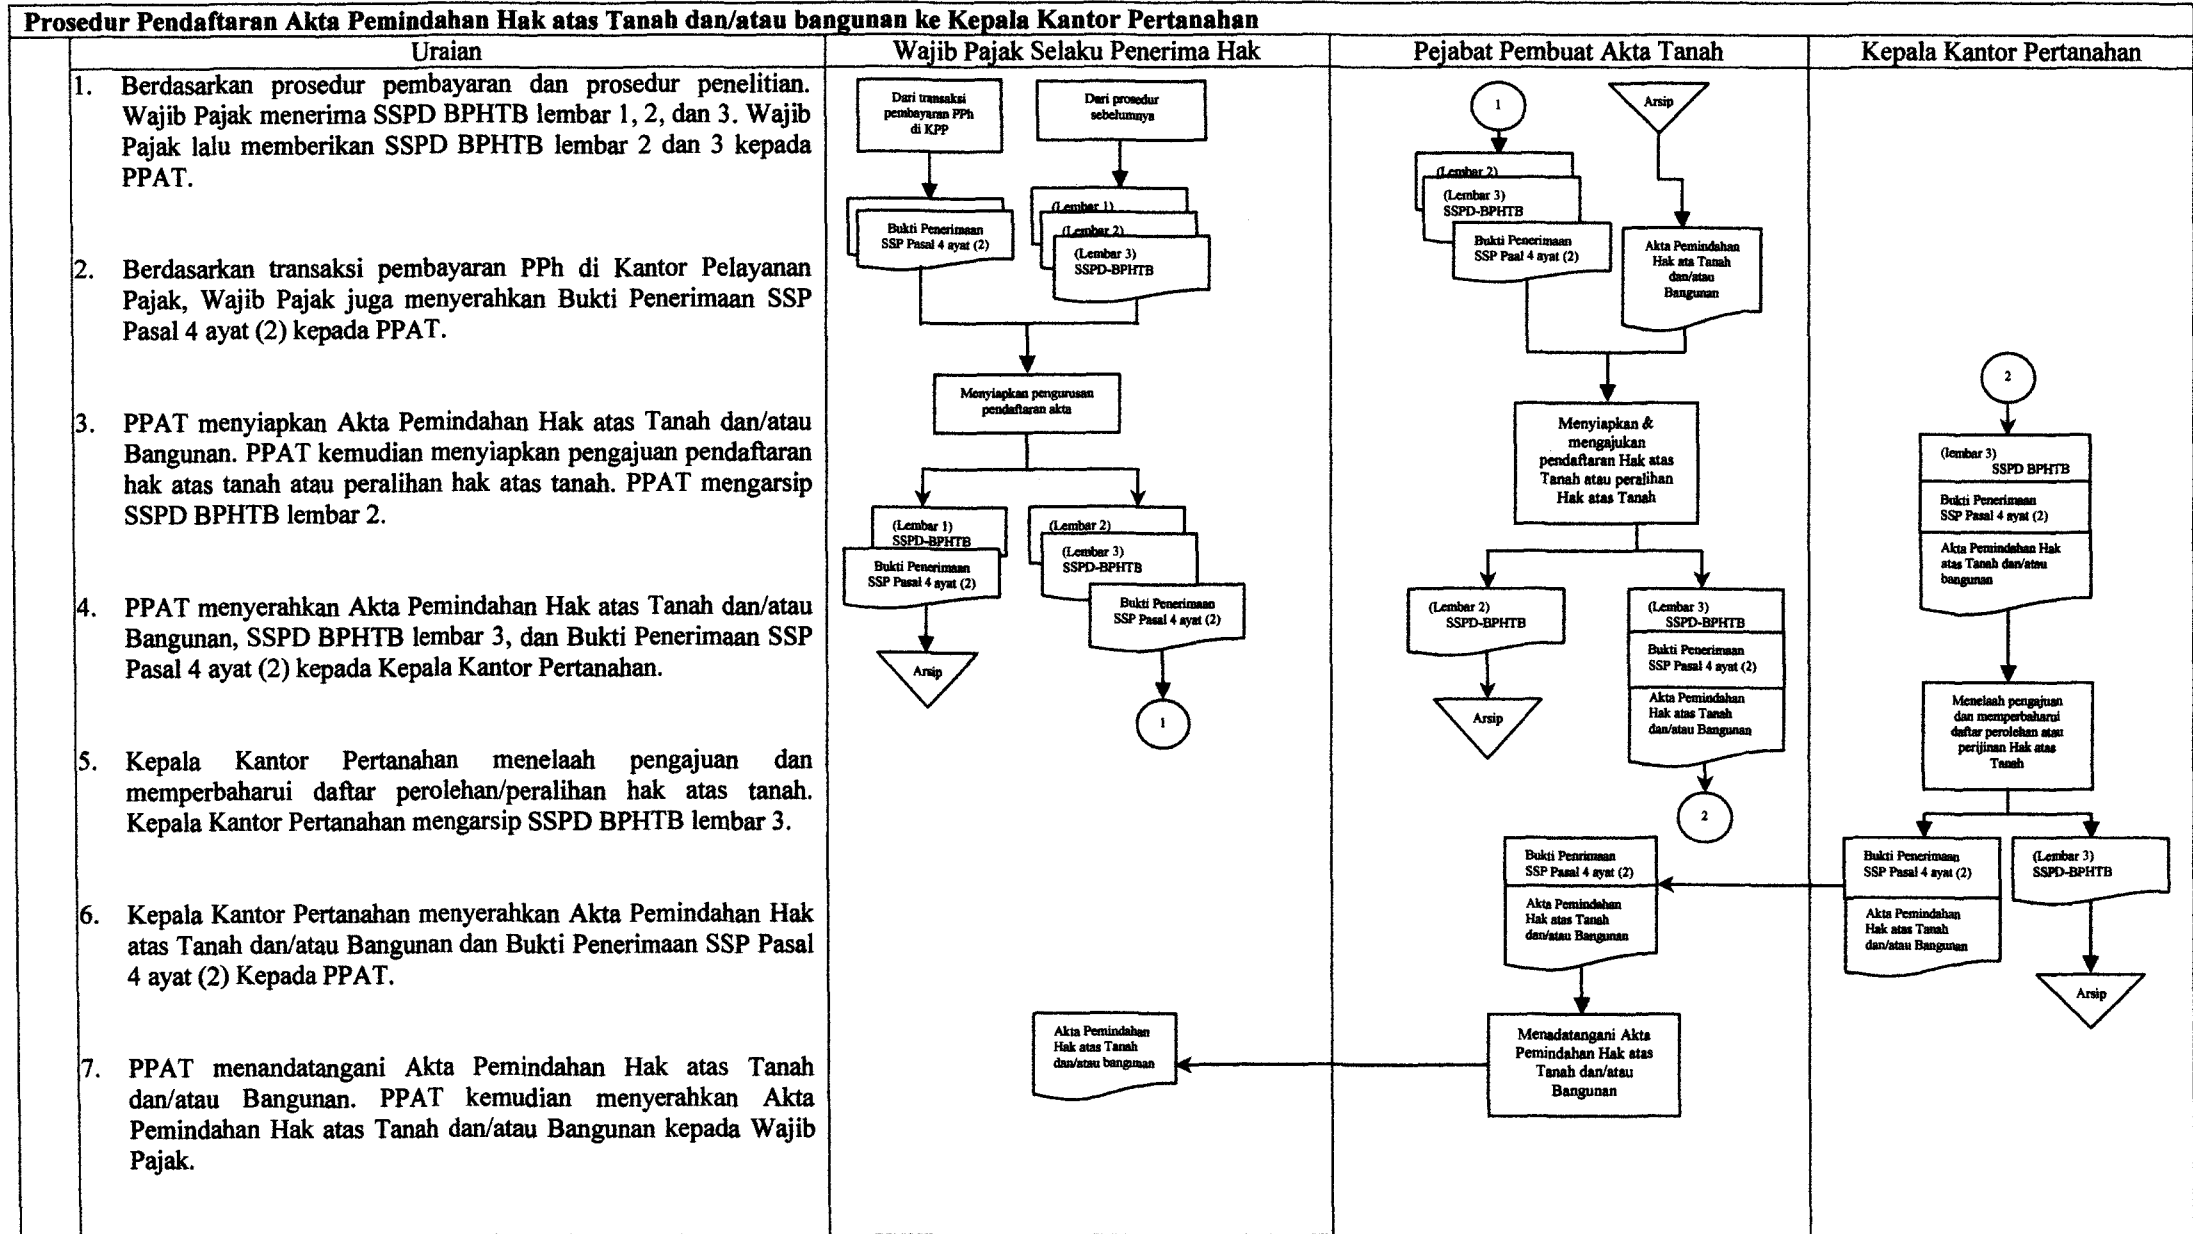 Prosedur Pendaftaran Akta Pemindahan Hak atas Tanah dan/atau bangunan ke Kepala Kantor Pertanahan
Uraian
Wajib Pajak Selaku Penerima Hak
Pejabat Pembuat Akta Tanah
Kepala Kantor Pertanahan
1. Berdasarkan prosedur pembayaran dan prosedur penelitian.
Wajib Pajak menerima SSPD BPHTB lembar 1, 2, dan 3. Wajib
Pajak lalu memberikan SSPD BPHTB lembar 2 dan 3 kepada
PPAT.
2. Berdasarkan transaksi pembayaran PPh di Kantor Pelayanan
Pajak, Wajib Pajak juga menyerahkan Bukti Penerimaan SSP
Pasal 4 ayat (2) kepada PPAT.
3. PPAT menyiapkan Akta Pemindahan Hak atas Tanah dan/atau
Bangunan. PPAT kemudian menyiapkan pengajuan pendaftaran
hak atas tanah atau peralihan hak atas tanah. PPAT mengarsip
SSPD BPHTB lembar 2.
4. PPAT menyerahkan Akta Pemindahan Hak atas Tanah dan/atau
Bangunan, SSPD BPHTB lembar 3, dan Bukti Penerimaan SSP
Pasal 4 ayat (2) kepada Kepala Kantor Pertanahan.
5. Kepala Kantor Pertanahan menelaah pengajuan dan
memperbaharui daftar perolehan/peralihan hak atas tanah.
Kepala Kantor Pertanahan mengarsip SSPD BPHTB lembar 3.
6. Kepala Kantor Pertanahan menyerahkan Akta Pemindahan Hak
atas Tanah dan/atau Bangunan dan Bukti Penerimaan SSP Pasal
4 ayat (2) Kepada PPAT.
7. PPAT menandatangani Akta Pemindahan Hak atas Tanah
dan/atau Bangunan. PPAT kemudian menyerahkan Akta
Pemindahan Hak atas Tanah dan/atau Bangunan kepada Wajib
Pajak.
Dari transaksi
pembayaran PPh
di KPP
Dari prosedur
sebelumnya
Bukti Penerimaan
SSP Pasal 4 ayat (2)
(Lembar 1)
(Lembar 2)
(Lembar 3)
SSPD-BPHTB
Menyiapkan pengurusan
pendaftaran akta
(Lembar 1)
SSPD-BPHTB
Bukti Penerimaan
SSP Pasal 4 ayat (2)
Arsip
(Lembar 2)
(Lembar 3)
SSPD-BPHTB
Bukti Penerimaan
SSP Pasal 4 ayat (2)
1
Akta Pemindahan
Hak atas Tanah
dan/atau bangunan
1
Arsip
(Lembar 2)
(Lembar 3)
SSPD-BPHTB
Bukti Penerimaan
SSP Paal 4 ayat (2)
Akta Pemindahan
Hak ata Tanah
dan/atau
Bangunan
Menyiapkan &
mengajukan
pendaftaran Hak atas
Tanah atau peralihan
Hak atas Tanah
(Lembar 2)
SSPD-BPHTB
Arsip
(Lembar 3)
SSPD-BPHTB
Bukti Penerimaan
SSP Pasal 4 ayat (2)
Akta Pemindahan
Hak atas Tanah
dan/atau Bangunan
2
Bukti Penrimaan
SSP Pasal 4 ayat (2)
Akta Pemindahan
Hak atas Tanah
dan/atau Bangunan
Menadatangani Akta
Pemindahan Hak atas
Tanah dan/atau
Bangunan
2
(lembar 3)
SSPD BPHTB
Bukti Penerimaan
SSP Pasal 4 ayat (2)
Akta Pemindahan Hak
atas Tanah dan/atau
bangunan
Menelaah pengajuan
dan memperbaharui
daftar perolehan atau
perijinan Hak atas
Tanah
Bukti Penerimaan
SSP Pasal 4 ayat (2)
Akta Pemindahan
Hak atas Tanah
dan/atau Bangunan
(Lembar 3)
SSPD-BPHTB
Arsip